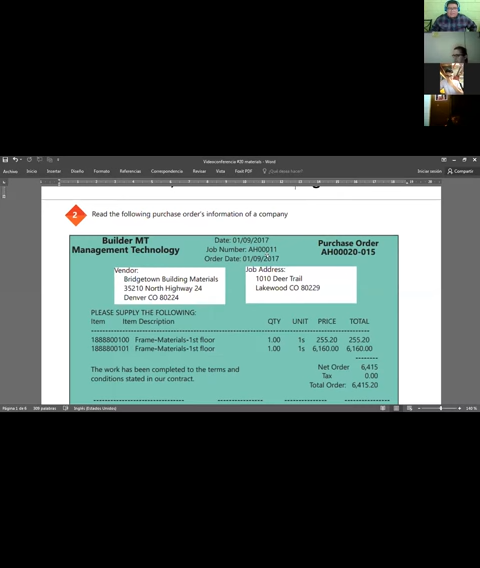 Videoconferencia R20 materials - Word
Archivo Inicio Insertar Diseño Formato Referencias Correspondencia Revisar Vista Foxit PDF ¿Qué desea hacer? Iniciar sesión Compartir
2 Read the following purchase order's information of a company
Builder MT
Management Technology
Date: 01/09/2017
Job Number: AH00011
Order Date: 01/09/2017
Purchase Order
AH00020-015
Vendor:
Bridgetown Building Materials
35210 North Highway 24
Denver CO 80224
Job Address:
1010 Deer Trail
Lakewood CO 80229
PLEASE SUPPLY THE FOLLOWING:
Item Item Description QTY UNIT PRICE TOTAL
1888800100 Frame-Materials-1st floor 1.00 1s 255.20 255.20
1888800101 Frame-Materials-1st floor 1.00 1s 6,160.00 6,160.00
The work has been completed to the terms and
conditions stated in our contract.
Net Order 6,415
Tax 0.00
Total Order: 6,415.20
Página 1 de 6 308 palabras Inglés (Estados Unidos) 140 %